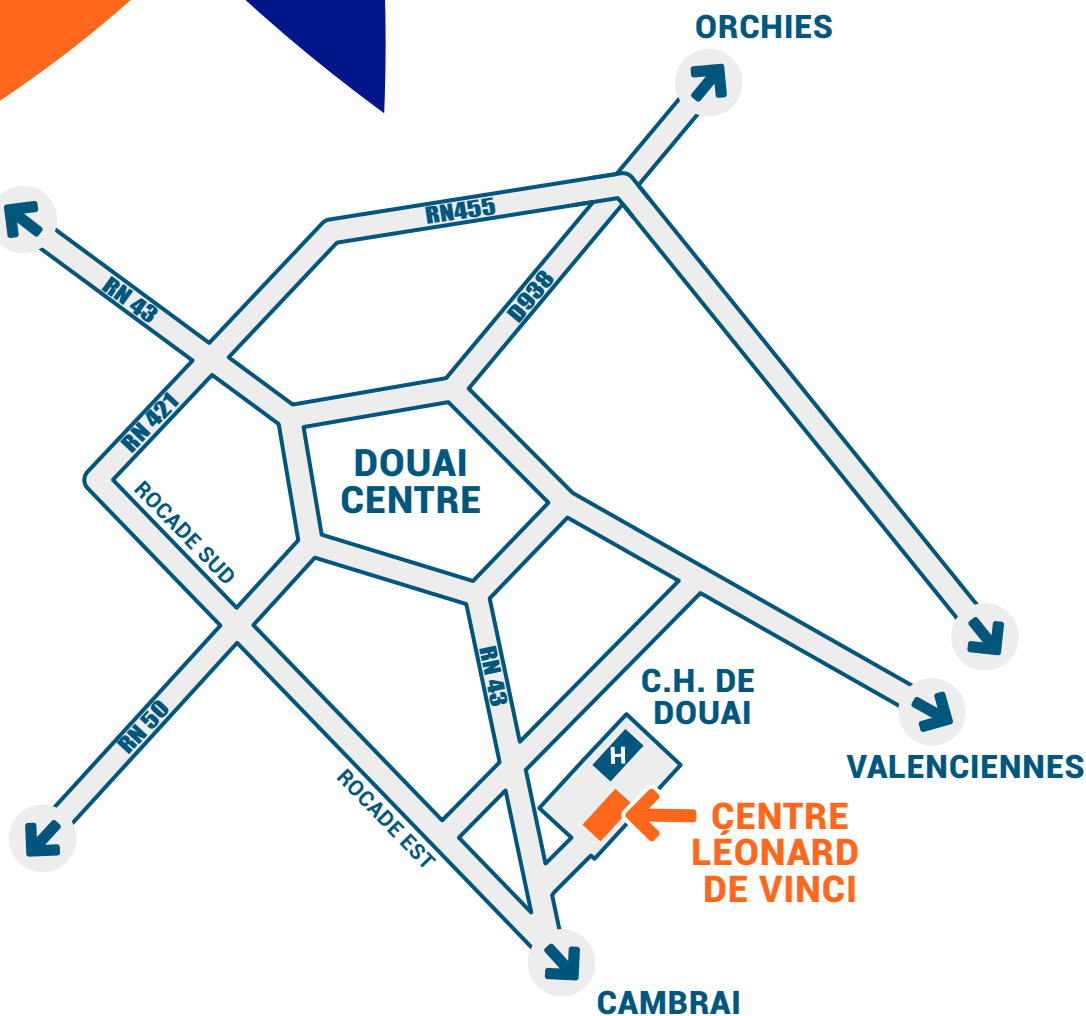 ORCHIES
RN455
RN 43
D938
RN 421
DOUAI
CENTRE
ROCADE SUD
RN 43
C.H. DE
DOUAI
RN 50
H
VALENCIENNES
ROCADE EST
CENTRE
LÉONARD
DE VINCI
CAMBRAI